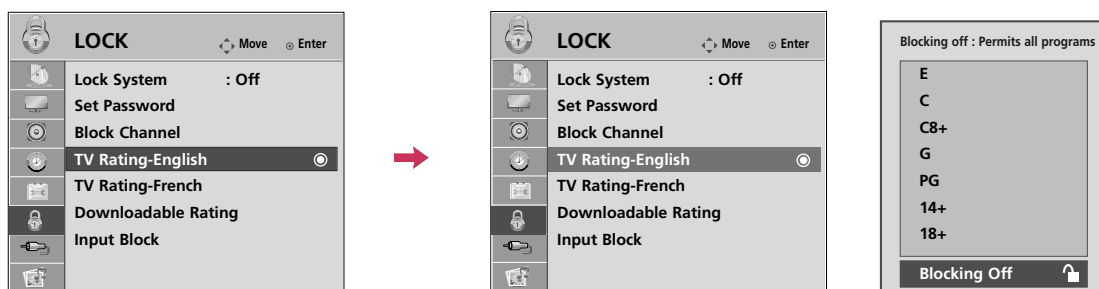 LOCK
Move Enter
Lock System : Off
Set Password
Block Channel
TV Rating-English
TV Rating-French
Downloadable Rating
Input Block
LOCK
Move Enter
Lock System : Off
Set Password
Block Channel
TV Rating-English
TV Rating-French
Downloadable Rating
Input Block
Blocking off : Permits all programs
E
C
C8+
G
PG
14+
18+
Blocking Off